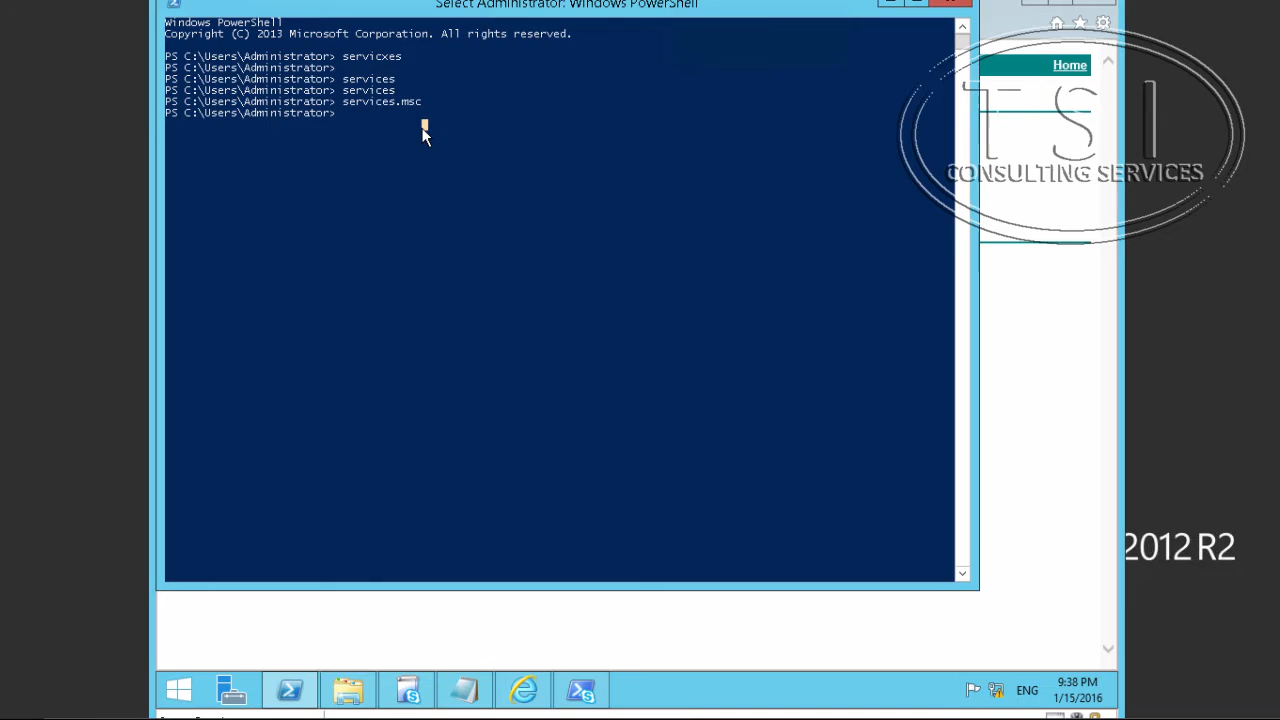 Select Administrator: Windows PowerShell
Windows PowerShell
Copyright (C) 2013 Microsoft Corporation. All rights reserved.
PS C:\Users\Administrator> servicxes
PS C:\Users\Administrator>
PS C:\Users\Administrator> services
PS C:\Users\Administrator> services
PS C:\Users\Administrator> services.msc
PS C:\Users\Administrator>
Home
T S I
CONSULTING SERVICES
2012 R2
ENG
9:38 PM
1/15/2016